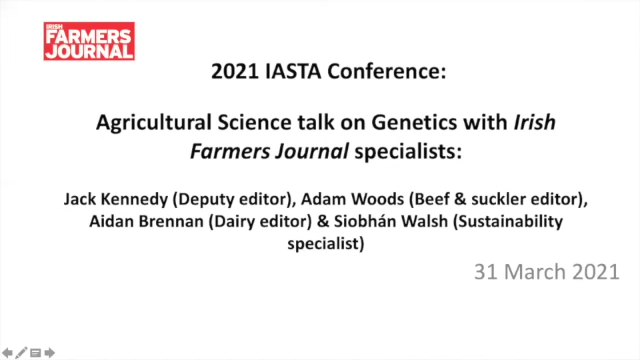 IRISH
FARMERS
JOURNAL
2021 IASTA Conference:
Agricultural Science talk on Genetics with Irish
Farmers Journal specialists:
Jack Kennedy (Deputy editor), Adam Woods (Beef & suckler editor),
Aidan Brennan (Dairy editor) & Siobhán Walsh (Sustainability
specialist)
31 March 2021